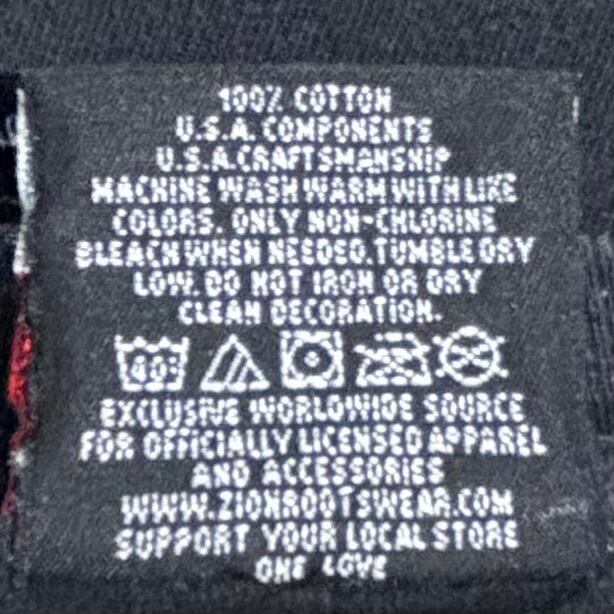 100% COTTON
U.S.A. COMPONENTS
U.S.A.CRAFTSMANSHIP
MACHINE WASH WARM WITH LIKE
COLORS. ONLY NON-CHLORINE
BLEACH WHEN NEEDED.TUMBLE DRY
LOW. DO NOT IRON OR DRY
CLEAN DECORATION.
40°
EXCLUSIVE WORLDWIDE SOURCE
FOR OFFICIALLY LICENSED APPAREL
AND ACCESSORIES
WWW.ZIONROOTSWEAR.COM
SUPPORT YOUR LOCAL STORE
ONE LOVE